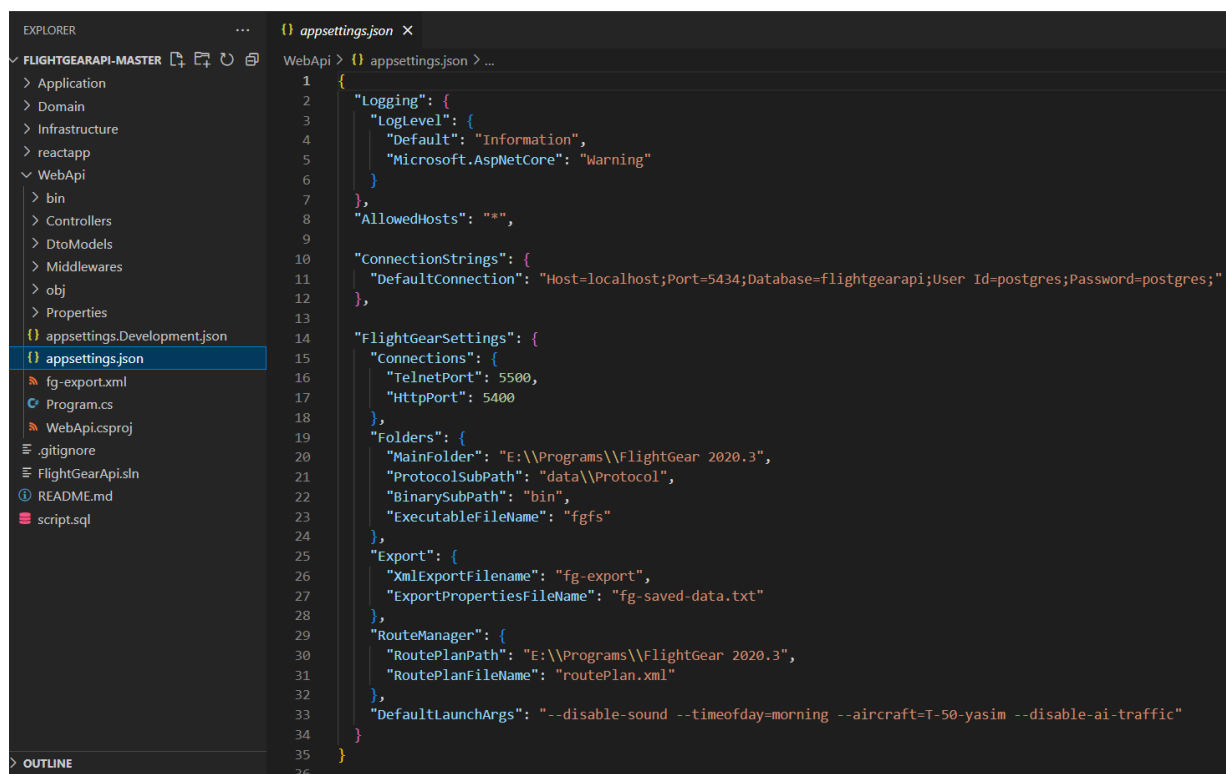 EXPLORER
FLIGHTGEARAPI-MASTER
Application
Domain
Infrastructure
reactapp
WebApi
bin
Controllers
DtoModels
Middlewares
obj
Properties
appsettings.Development.json
appsettings.json
fg-export.xml
Program.cs
WebApi.csproj
.gitignore
FlightGearApi.sln
README.md
script.sql
OUTLINE
{} appsettings.json ×
WebApi > {} appsettings.json > ...
1 {
2 "Logging": {
3 "LogLevel": {
4 "Default": "Information",
5 "Microsoft.AspNetCore": "Warning"
6 }
7 },
8 "AllowedHosts": "*",
9
10 "ConnectionStrings": {
11 "DefaultConnection": "Host=localhost;Port=5434;Database=flightgearapi;User Id=postgres;Password=postgres;"
12 },
13
14 "FlightGearSettings": {
15 "Connections": {
16 "TelnetPort": 5500,
17 "HttpPort": 5400
18 },
19 "Folders": {
20 "MainFolder": "E:\\Programs\\FlightGear 2020.3",
21 "ProtocolSubPath": "data\\Protocol",
22 "BinarySubPath": "bin",
23 "ExecutableFileName": "fgfs"
24 },
25 "Export": {
26 "XmlExportFilename": "fg-export",
27 "ExportPropertiesFileName": "fg-saved-data.txt"
28 },
29 "RouteManager": {
30 "RoutePlanPath": "E:\\Programs\\FlightGear 2020.3",
31 "RoutePlanFileName": "routePlan.xml"
32 },
33 "DefaultLaunchArgs": "--disable-sound --timeofday=morning --aircraft=T-50-yasim --disable-ai-traffic"
34 }
35 }
36